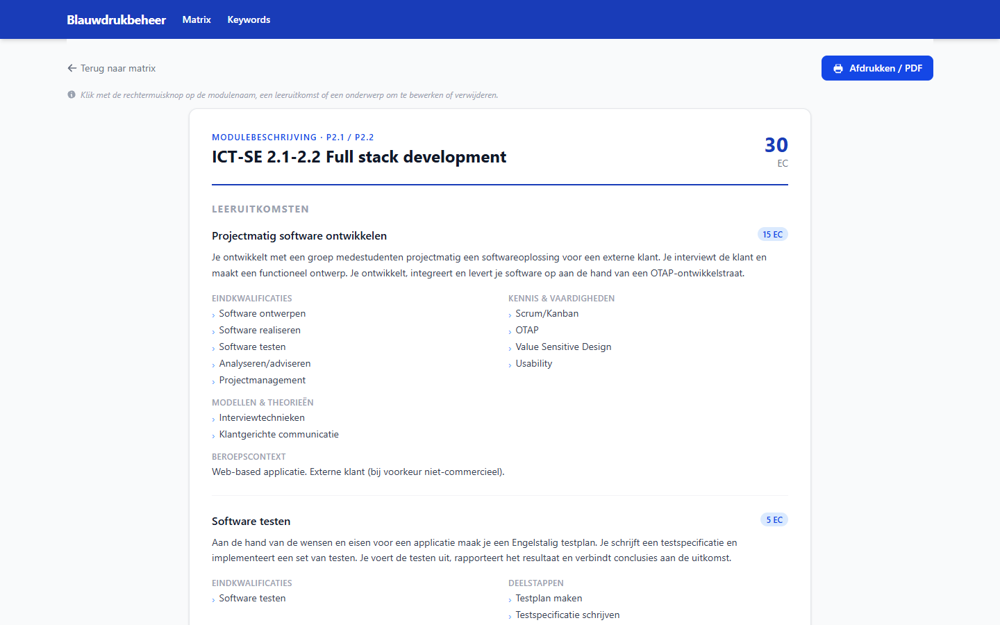 Blauwdrukbeheer Matrix Keywords
Terug naar matrix
Afdrukken / PDF
Klik met de rechtermuisknop op de modulenaam, een leeruitkomst of een onderwerp om te bewerken of verwijderen.
MODULEBESCHRIJVING · P2.1 / P2.2
ICT-SE 2.1-2.2 Full stack development
30
EC
LEERUITKOMSTEN
Projectmatig software ontwikkelen
15 EC
Je ontwikkelt met een groep medestudenten projectmatig een softwareoplossing voor een externe klant. Je interviewt de klant en
maakt een functioneel ontwerp. Je ontwikkelt, integreert en levert je software op aan de hand van een OTAP-ontwikkelstraat.
EINDKWALIFICATIES
› Software ontwerpen
› Software realiseren
› Software testen
› Analyseren/adviseren
› Projectmanagement
KENNIS & VAARDIGHEDEN
› Scrum/Kanban
› OTAP
› Value Sensitive Design
› Usability
MODELLEN & THEORIEËN
› Interviewtechnieken
› Klantgerichte communicatie
BEROEPSCONTEXT
Web-based applicatie. Externe klant (bij voorkeur niet-commercieel).
Software testen
5 EC
Aan de hand van de wensen en eisen voor een applicatie maak je een Engelstalig testplan. Je schrijft een testspecificatie en
implementeert een set van testen. Je voert de testen uit, rapporteert het resultaat en verbindt conclusies aan de uitkomst.
EINDKWALIFICATIES
› Software testen
DEELSTAPPEN
› Testplan maken
› Testspecificatie schrijven